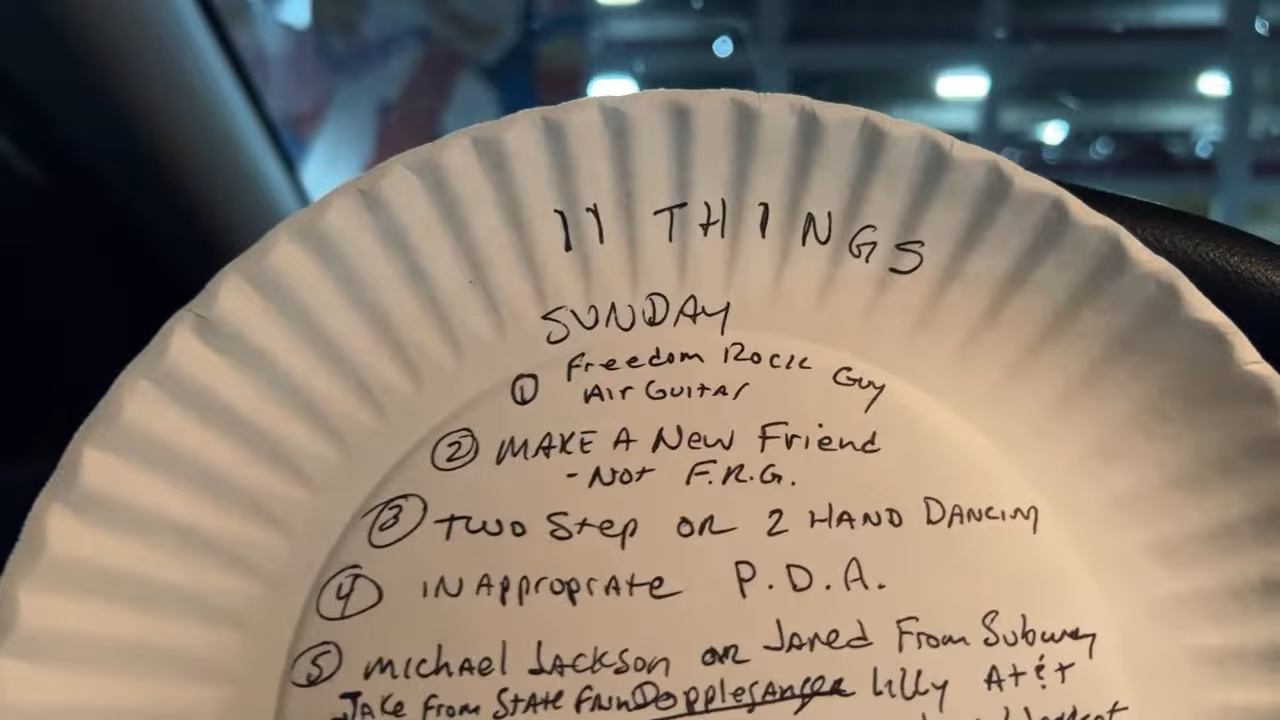 11 THINGS
SUNDAY
① Freedom Rock Guy
Air Guitar
② MAKE A New Friend
- Not F.R.G.
③ TWO Step OR 2 HAND DANCING
④ INAppropriate P.D.A.
⑤ Michael Jackson OR Jared From Subway
Jake From State Farm Dopplesanger Lilly At&t